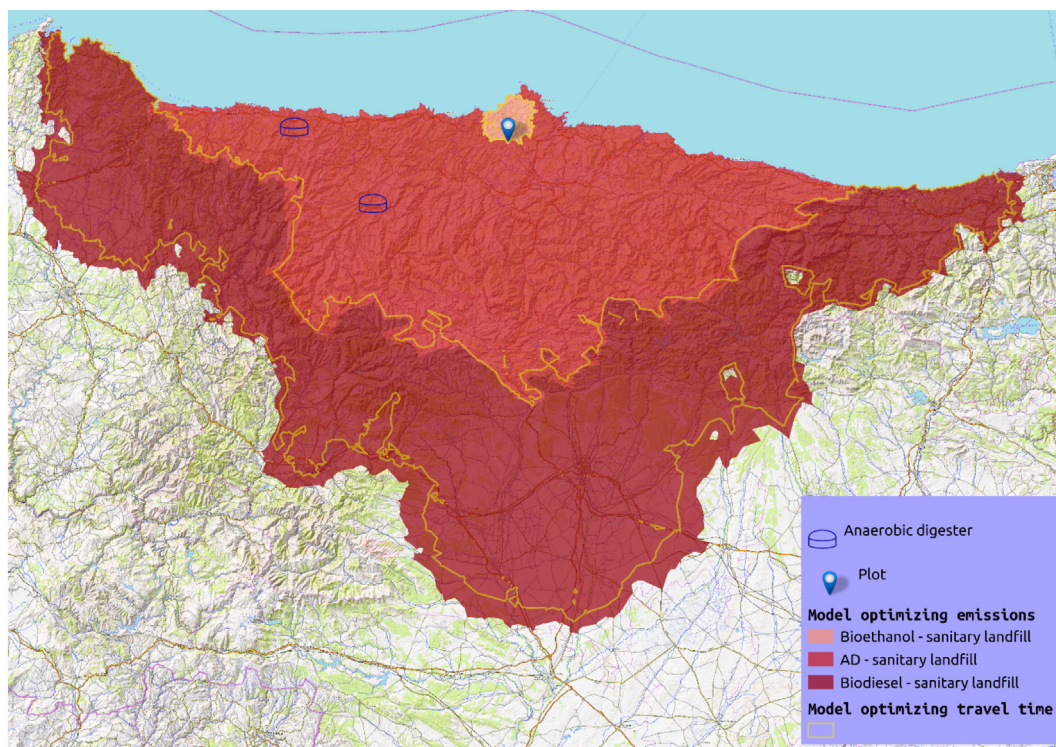 Anaerobic digester
Plot
Model optimizing emissions
Bioethanol - sanitary landfill
AD - sanitary landfill
Biodiesel - sanitary landfill
Model optimizing travel time